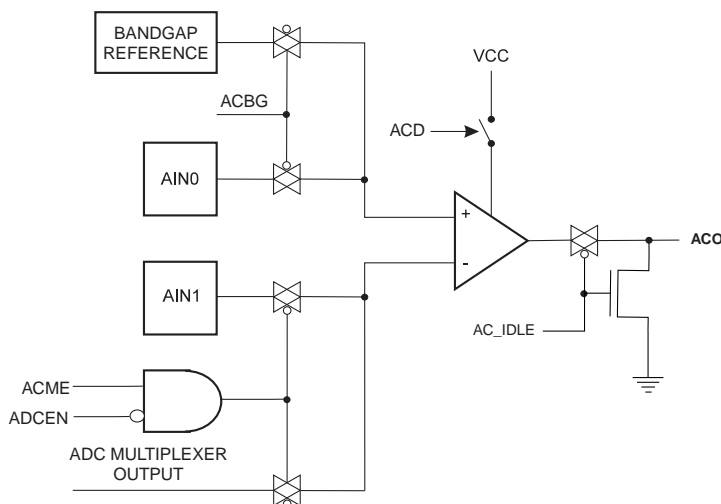 BANDGAP
REFERENCE
VCC
ACBG
ACD
AIN0
+
ACO
-
AIN1
AC_IDLE
ACME
ADCEN
ADC MULTIPLEXER
OUTPUT